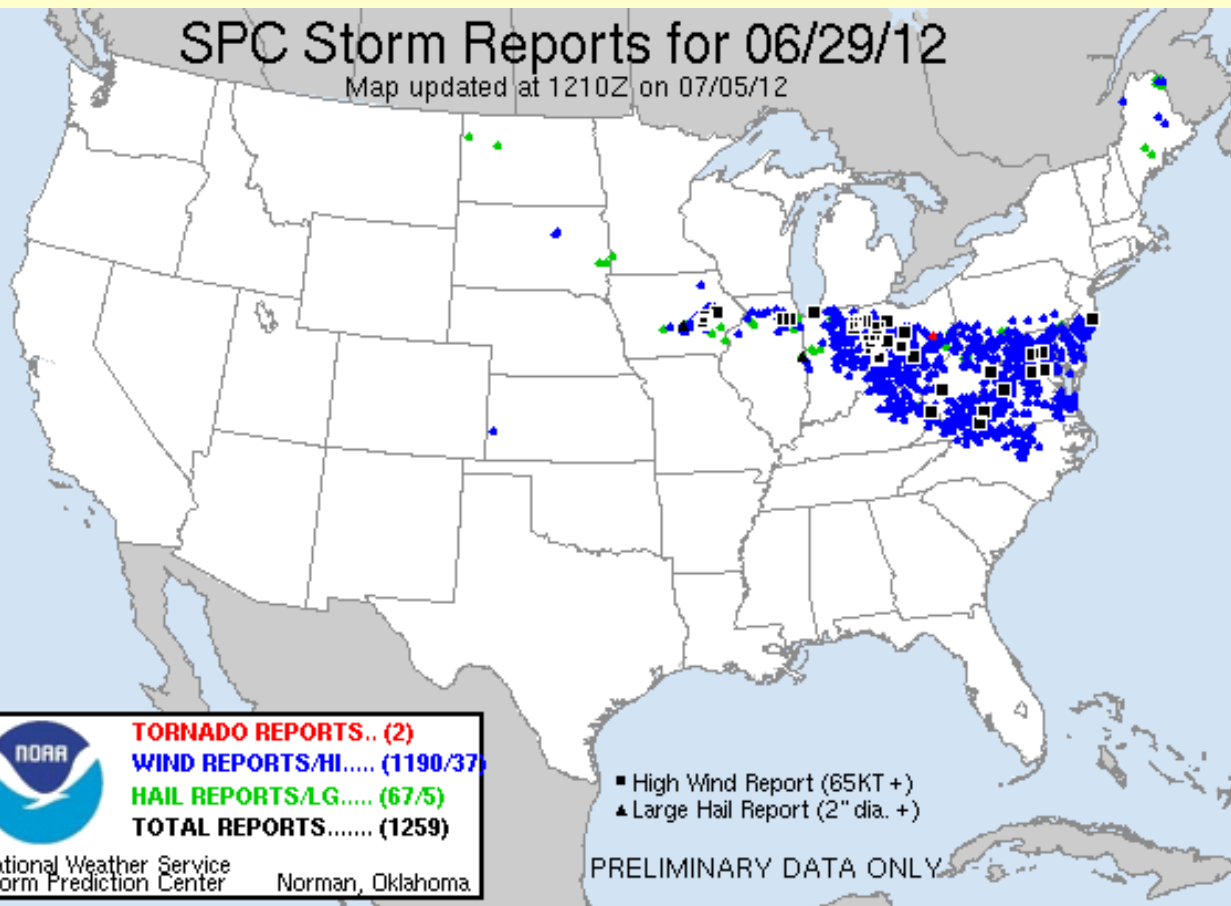 SPC Storm Reports for 06/29/12
Map updated at 1210Z on 07/05/12
NOAA
TORNADO REPORTS.. (2)
WIND REPORTS/HI..... (1190/37)
HAIL REPORTS/LG..... (67/5)
TOTAL REPORTS....... (1259)
ational Weather Service
torm Prediction Center Norman, Oklahoma
■ High Wind Report (65KT +)
▲ Large Hail Report (2" dia. +)
PRELIMINARY DATA ONLY